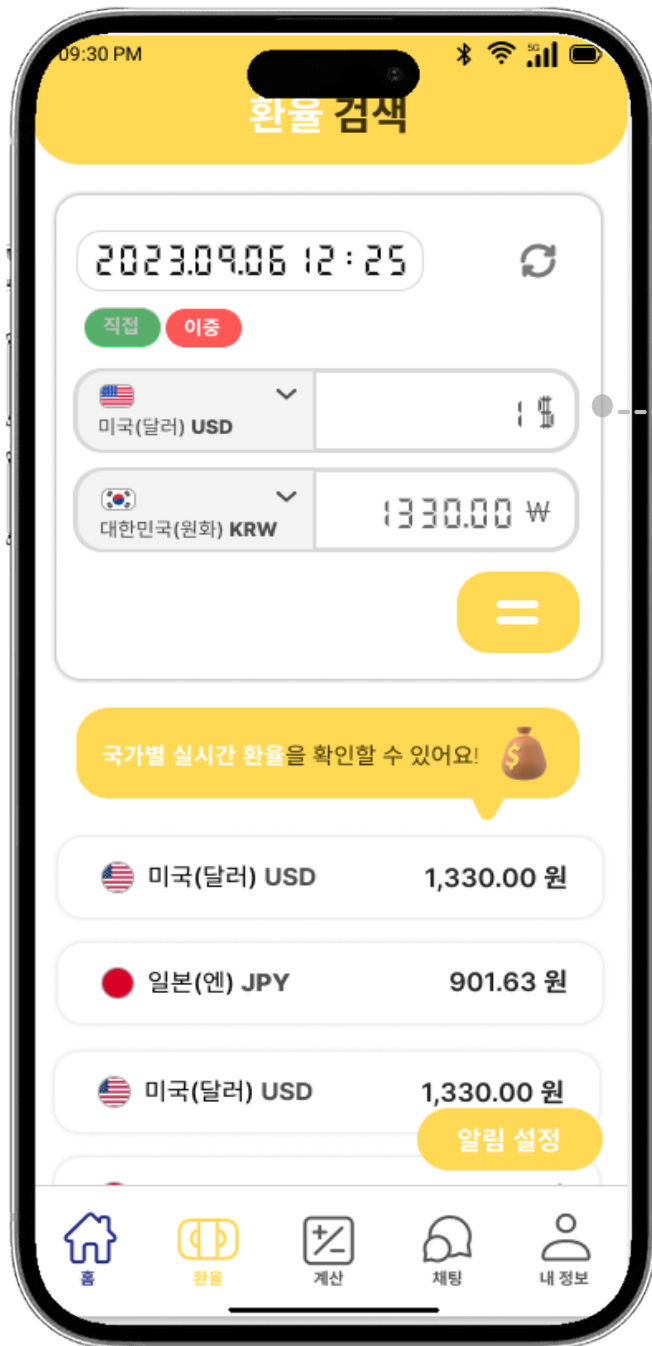 09:30 PM
5G
환율 검색
2023.09.06 12:25
직접 이중
미국(달러) USD
1 $
대한민국(원화) KRW
1330.00 ₩
=
국가별 실시간 환율을 확인할 수 있어요!
$
미국(달러) USD 1,330.00 원
일본(엔) JPY 901.63 원
미국(달러) USD 1,330.00 원
알림 설정
홈 환율 계산 채팅 내 정보